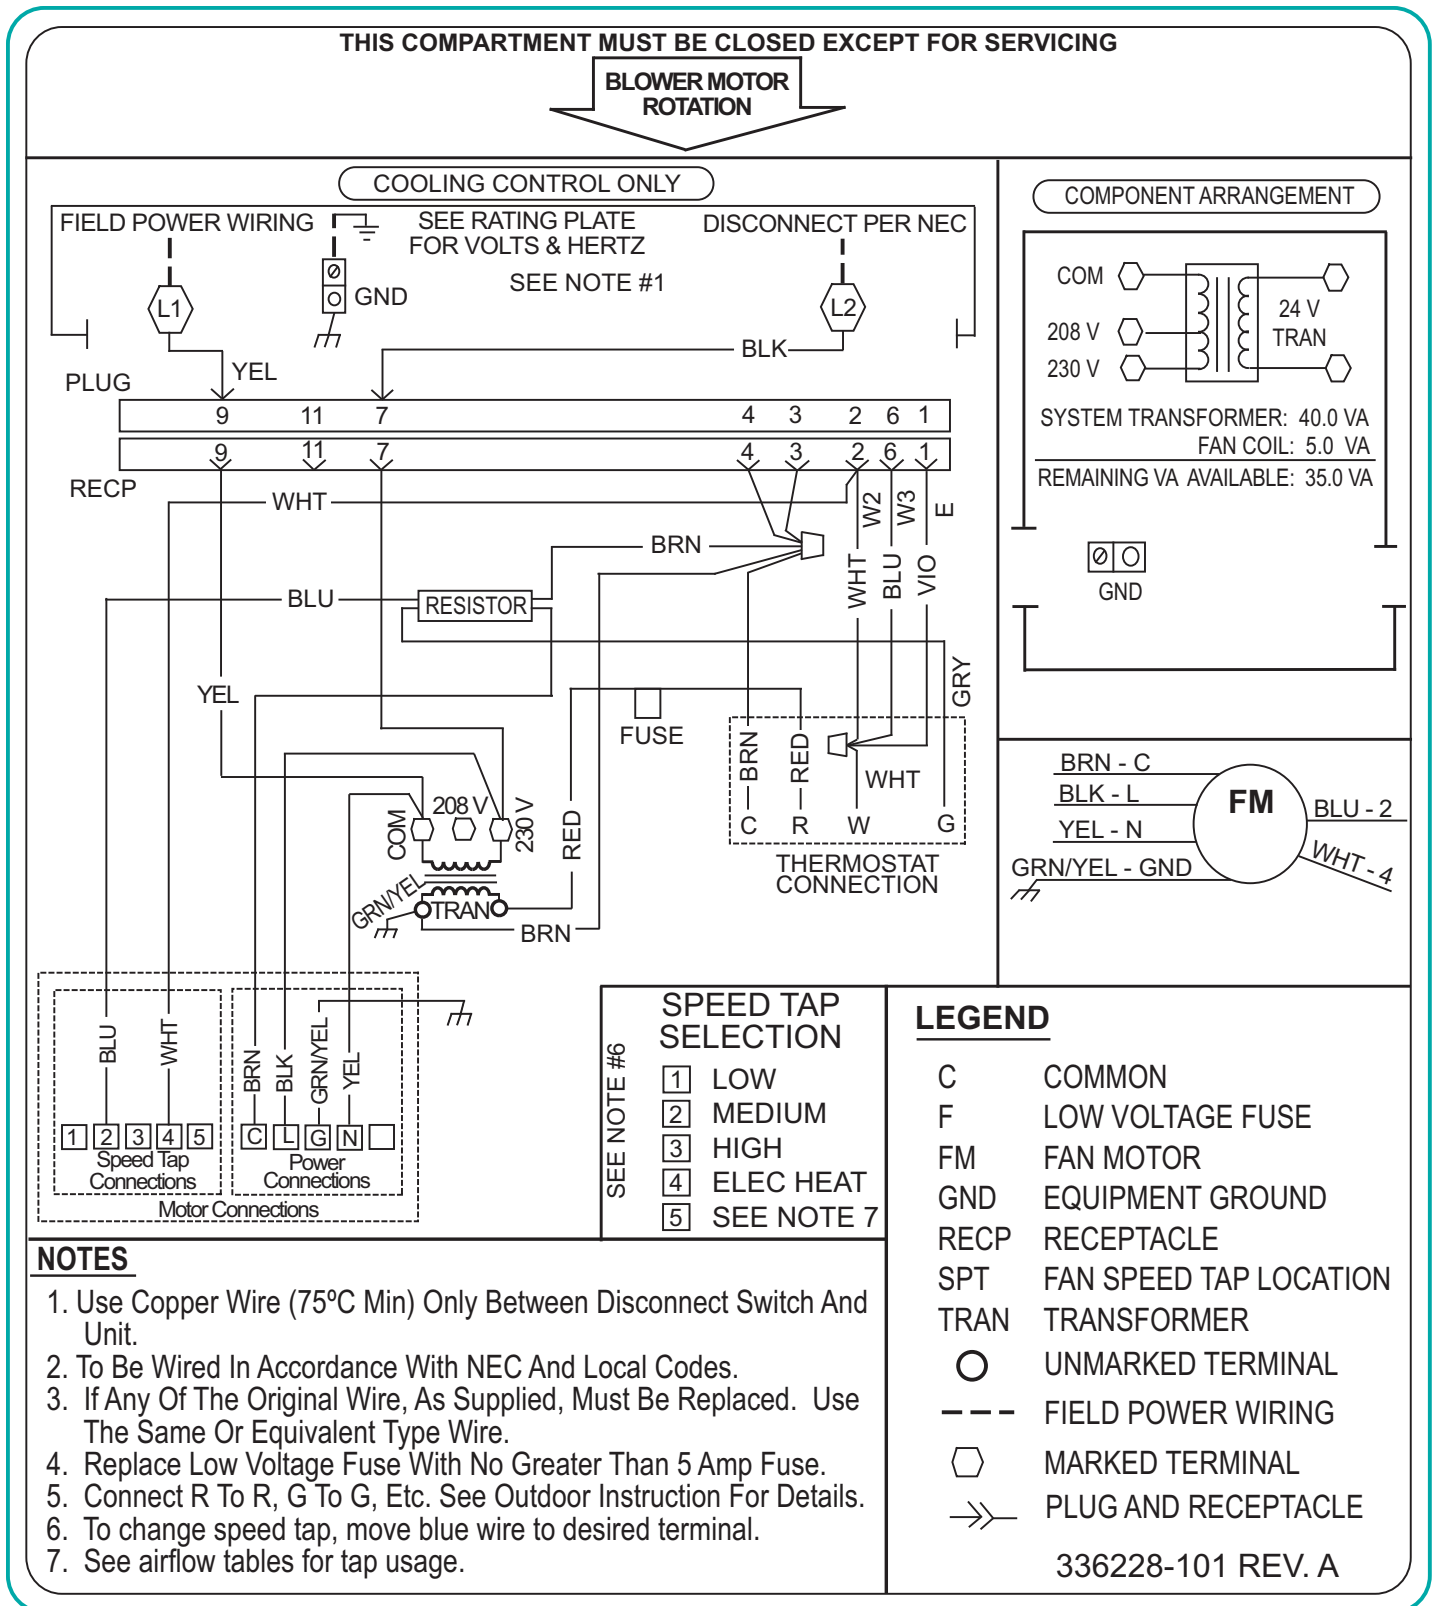 THIS COMPARTMENT MUST BE CLOSED EXCEPT FOR SERVICING
BLOWER MOTOR
ROTATION
COOLING CONTROL ONLY
FIELD POWER WIRING
SEE RATING PLATE
FOR VOLTS & HERTZ
SEE NOTE #1
DISCONNECT PER NEC
L1
GND
L2
YEL
BLK
PLUG
9 11 7 4 3 2 6 1
9 11 7 4 3 2 6 1
RECP
WHT
W2
W3
E
BRN
WHT
BLU
VIO
BLU
RESISTOR
YEL
GRY
FUSE
BRN
RED
WHT
C R W G
THERMOSTAT
CONNECTION
COM
208 V
230 V
RED
GRN/YEL
TRAN
BRN
BLU
WHT
BRN
BLK
GRN/YEL
YEL
1 2 3 4 5
C L G N
Speed Tap
Connections
Power
Connections
Motor Connections
COMPONENT ARRANGEMENT
COM
208 V
230 V
24 V
TRAN
SYSTEM TRANSFORMER: 40.0 VA
FAN COIL: 5.0 VA
REMAINING VA AVAILABLE: 35.0 VA
GND
BRN - C
BLK - L
YEL - N
GRN/YEL - GND
FM
BLU - 2
WHT - 4
SEE NOTE #6
SPEED TAP
SELECTION
1 LOW
2 MEDIUM
3 HIGH
4 ELEC HEAT
5 SEE NOTE 7
LEGEND
C COMMON
F LOW VOLTAGE FUSE
FM FAN MOTOR
GND EQUIPMENT GROUND
RECP RECEPTACLE
SPT FAN SPEED TAP LOCATION
TRAN TRANSFORMER
UNMARKED TERMINAL
FIELD POWER WIRING
MARKED TERMINAL
PLUG AND RECEPTACLE
336228-101 REV. A
NOTES
1. Use Copper Wire (75ºC Min) Only Between Disconnect Switch And
Unit.
2. To Be Wired In Accordance With NEC And Local Codes.
3. If Any Of The Original Wire, As Supplied, Must Be Replaced. Use
The Same Or Equivalent Type Wire.
4. Replace Low Voltage Fuse With No Greater Than 5 Amp Fuse.
5. Connect R To R, G To G, Etc. See Outdoor Instruction For Details.
6. To change speed tap, move blue wire to desired terminal.
7. See airflow tables for tap usage.